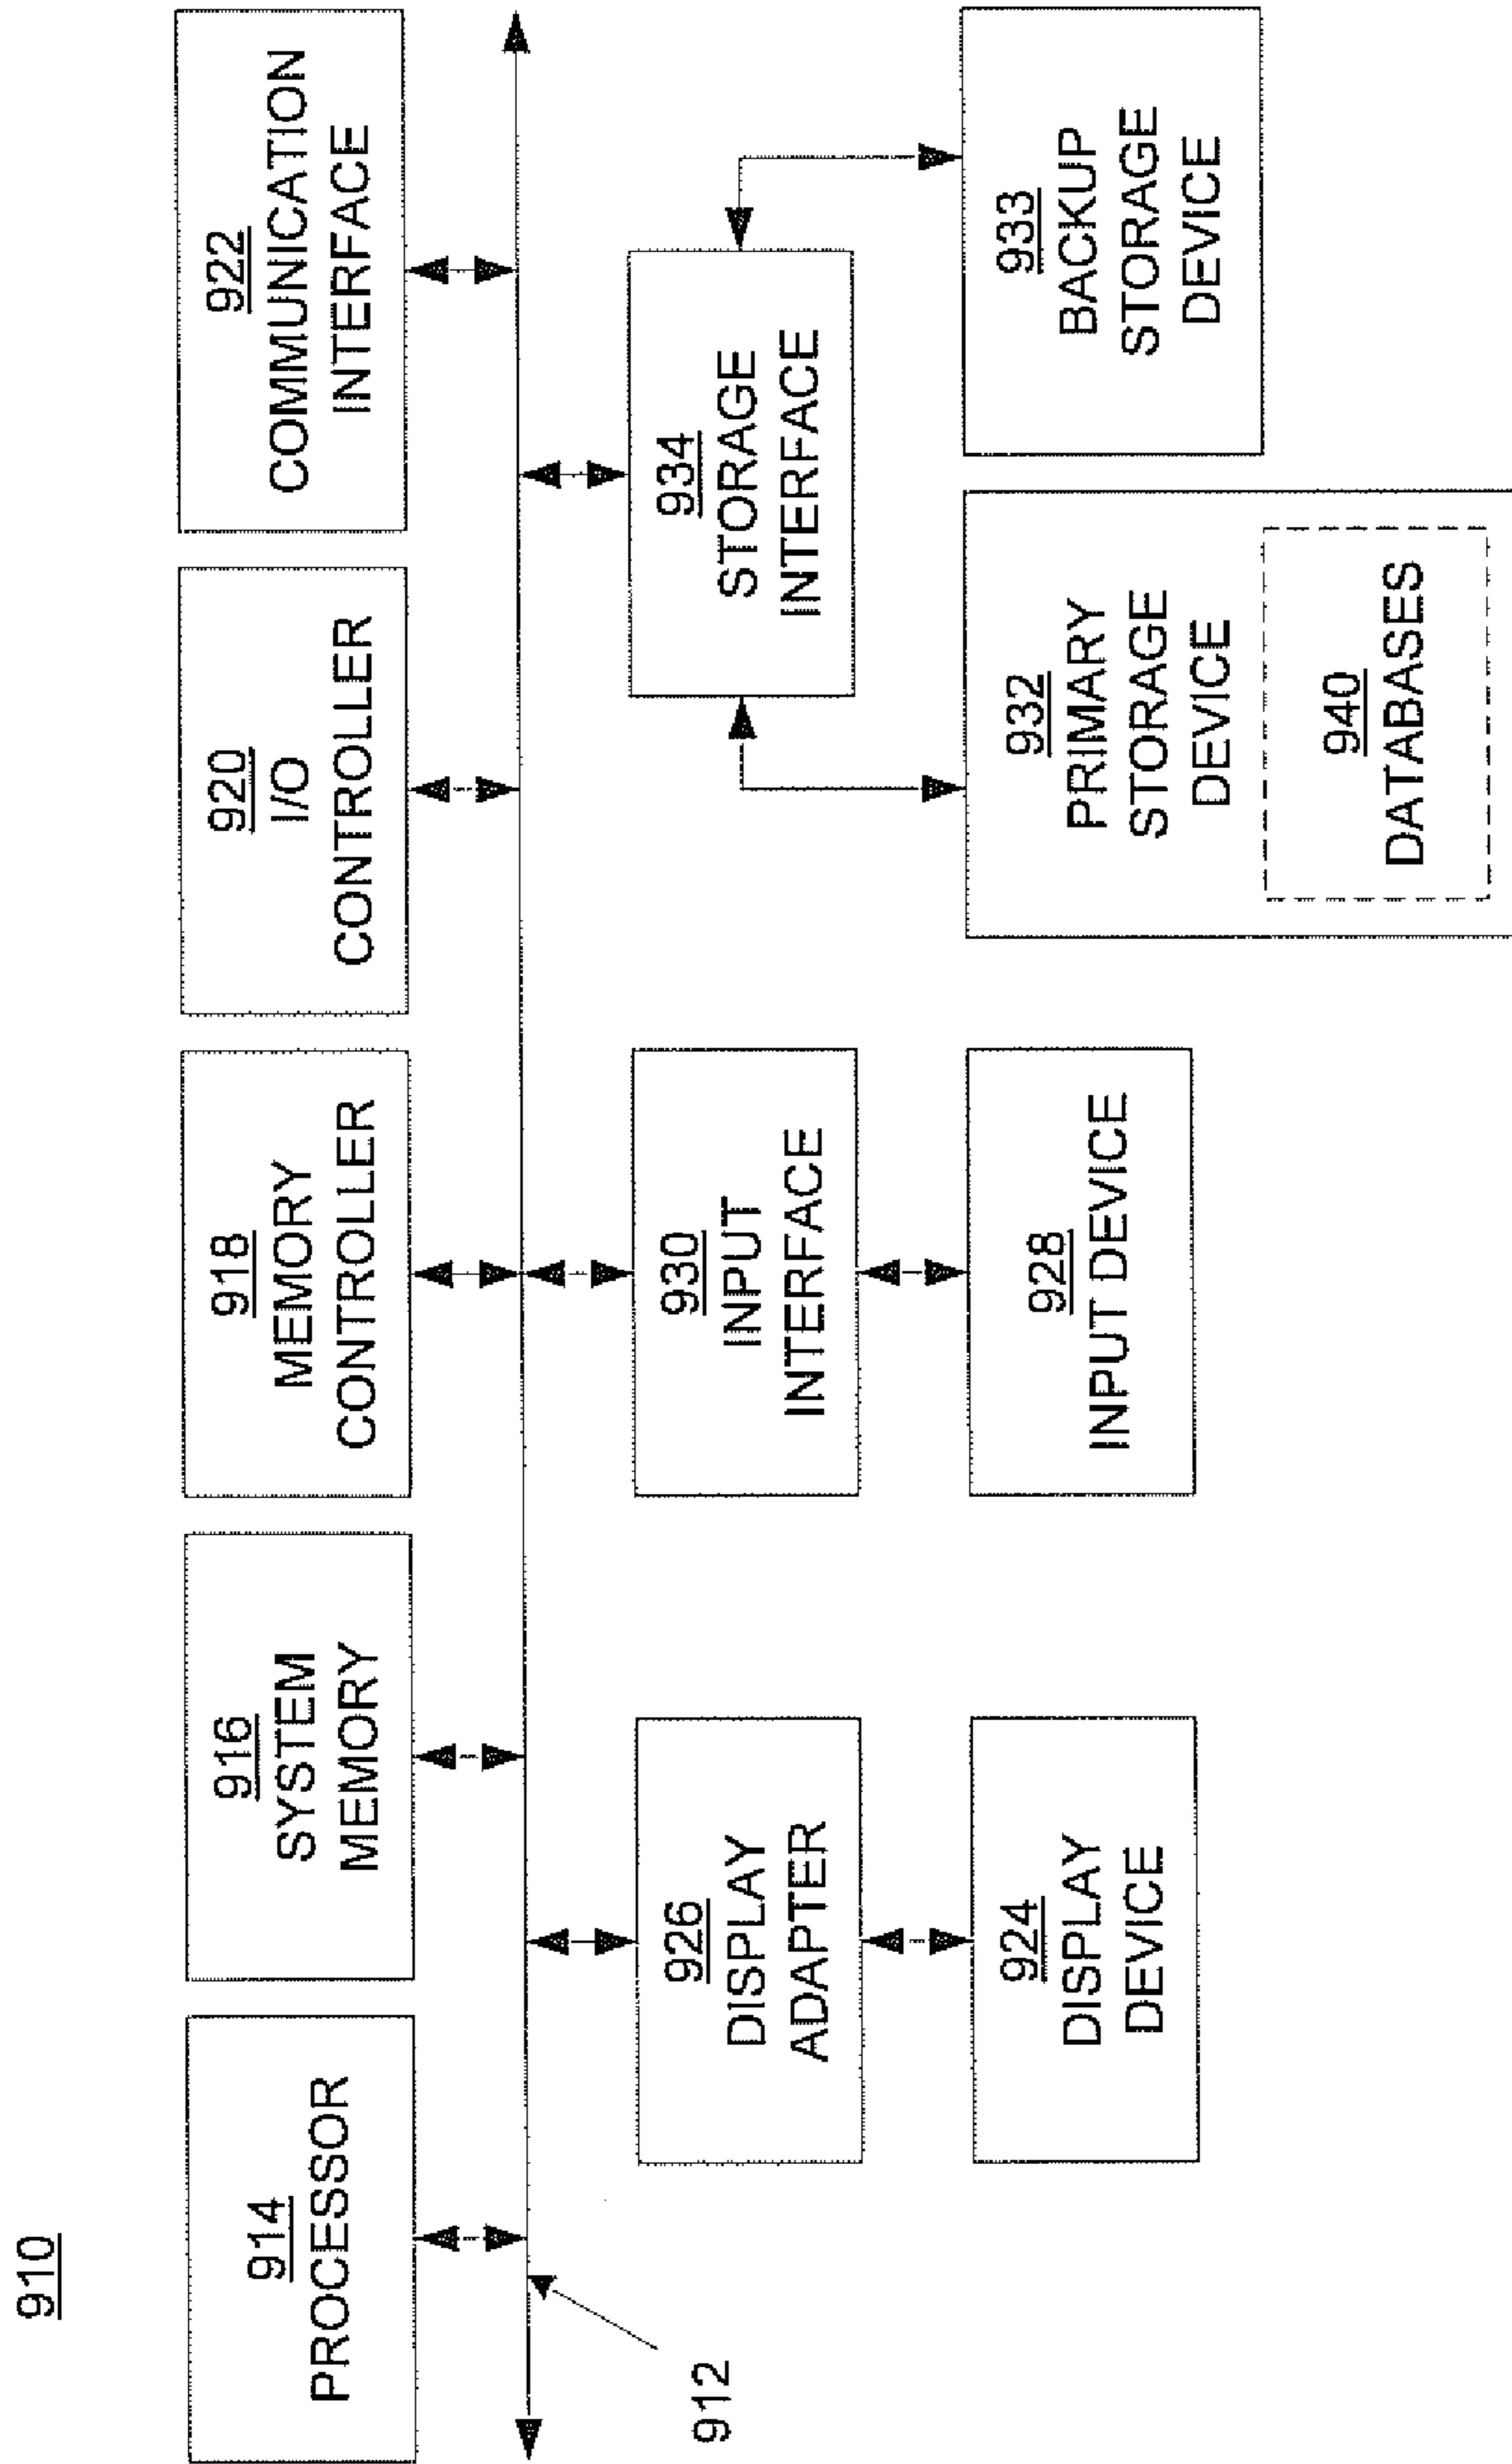 910
914
PROCESSOR
916
SYSTEM
MEMORY
918
MEMORY
CONTROLLER
920
I/O
CONTROLLER
922
COMMUNICATION
INTERFACE
912
926
DISPLAY
ADAPTER
930
INPUT
INTERFACE
934
STORAGE
INTERFACE
924
DISPLAY
DEVICE
928
INPUT DEVICE
932
PRIMARY
STORAGE
DEVICE
940
DATABASES
933
BACKUP
STORAGE
DEVICE